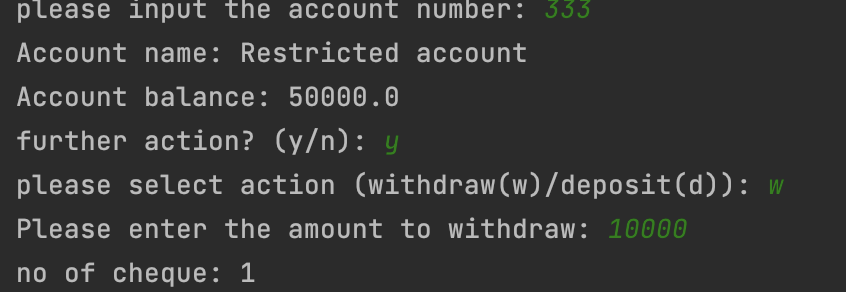 please input the account number: 333
Account name: Restricted account
Account balance: 50000.0
further action? (y/n): y
please select action (withdraw(w)/deposit(d)): w
Please enter the amount to withdraw: 10000
no of cheque: 1